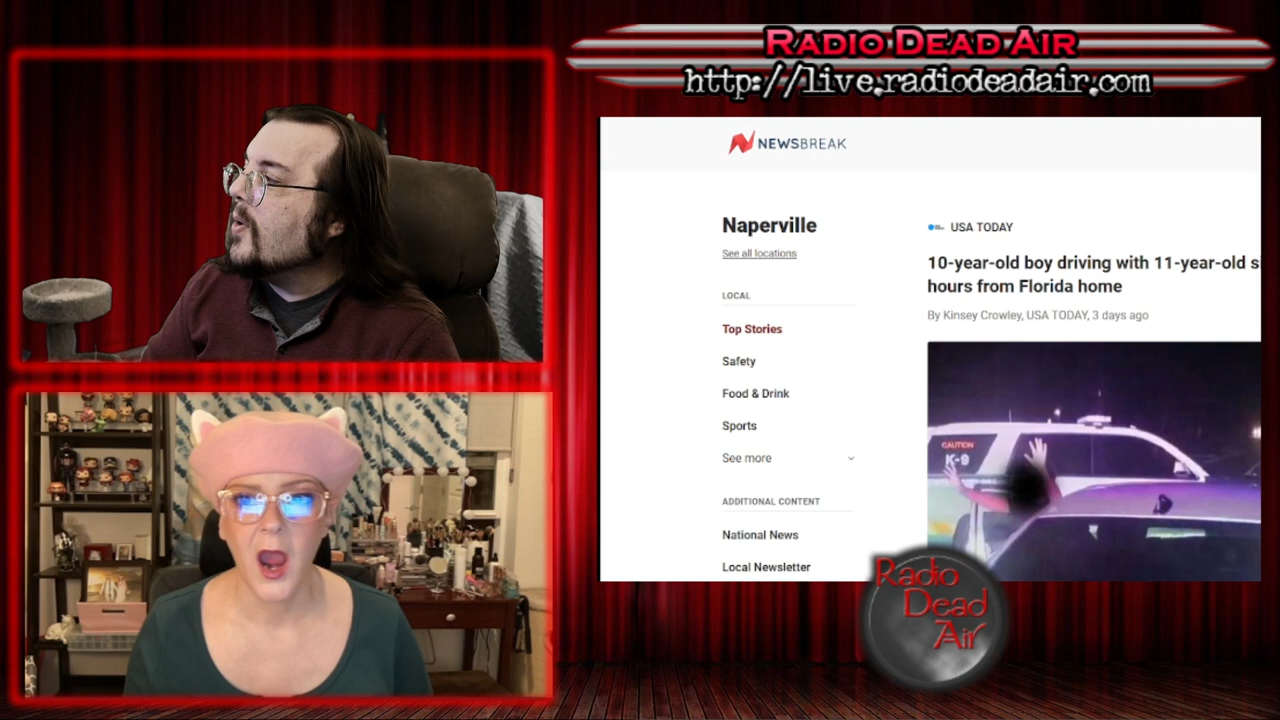 RADIO DEAD AIR
http://live.radiodeadair.com
NEWSBREAK
Naperville
See all locations
LOCAL
Top Stories
Safety
Food & Drink
Sports
See more
ADDITIONAL CONTENT
National News
Local Newsletter
USA TODAY
10-year-old boy driving with 11-year-old
hours from Florida home
By Kinsey Crowley, USA TODAY, 3 days ago
CAUTION
K-9
Radio
Dead
Air